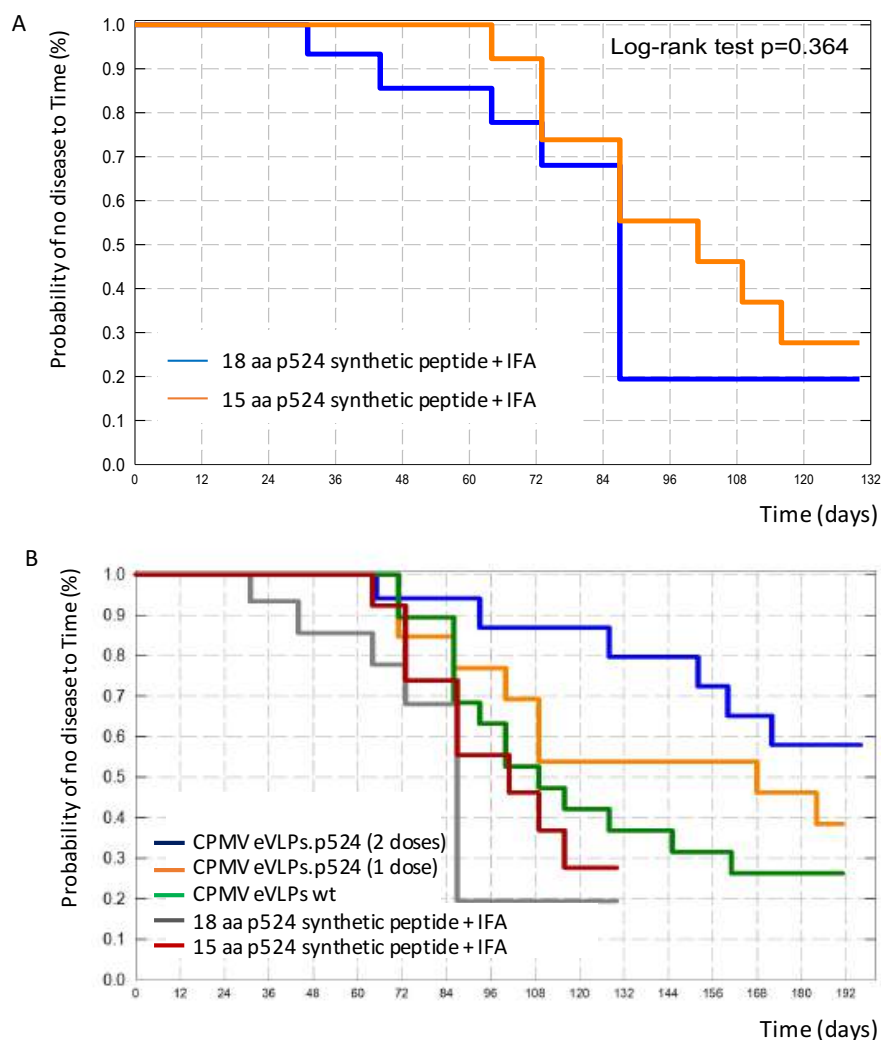 A
Probability of no disease to Time (%)
Log-rank test p=0.364
1.0
0.9
0.8
0.7
0.6
0.5
0.4
0.3
0.2
0.1
0.0
18 aa p524 synthetic peptide + IFA
15 aa p524 synthetic peptide + IFA
0 12 24 36 48 60 72 84 96 108 120 132
Time (days)
B
Probability of no disease to Time (%)
1.0
0.9
0.8
0.7
0.6
0.5
0.4
0.3
0.2
0.1
0.0
CPMV eVLPs.p524 (2 doses)
CPMV eVLPs.p524 (1 dose)
CPMV eVLPs wt
18 aa p524 synthetic peptide + IFA
15 aa p524 synthetic peptide + IFA
0 12 24 36 48 60 72 84 96 108 120 132 144 156 168 180 192
Time (days)